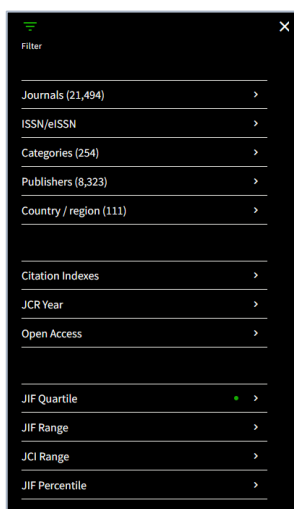 Filter
Journals (21,494)
ISSN/eISSN
Categories (254)
Publishers (8,323)
Country / region (111)
Citation Indexes
JCR Year
Open Access
JIF Quartile
JIF Range
JCI Range
JIF Percentile